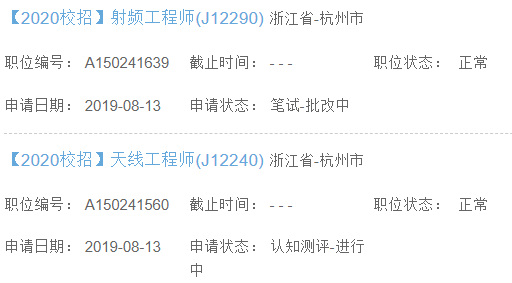 【2020校招】射频工程师(J12290) 浙江省-杭州市
职位编号： A150241639 截止时间： - - - 职位状态： 正常
申请日期： 2019-08-13 申请状态： 笔试-批改中
【2020校招】天线工程师(J12240) 浙江省-杭州市
职位编号： A150241560 截止时间： - - - 职位状态： 正常
申请日期： 2019-08-13 申请状态： 认知测评-进行
中